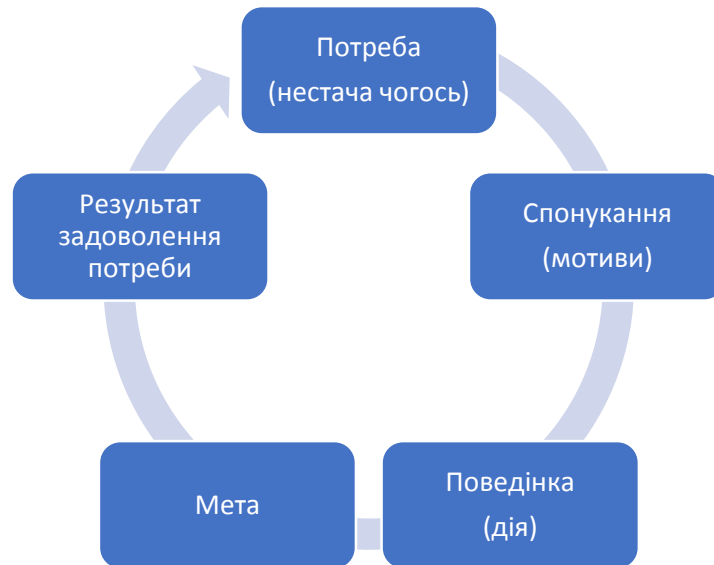 Потреба
(нестача чогось)
Спонукання
(мотиви)
Поведінка
(дія)
Мета
Результат
задоволення
потреби